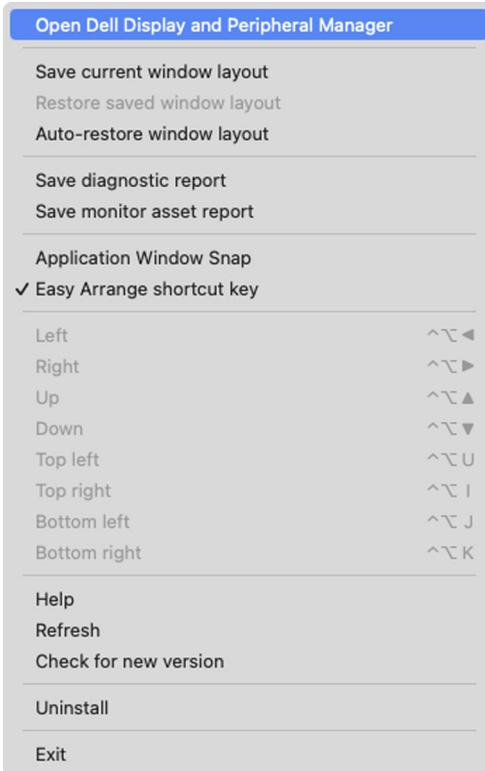 Open Dell Display and Peripheral Manager
Save current window layout
Restore saved window layout
Auto-restore window layout
Save diagnostic report
Save monitor asset report
Application Window Snap
✓ Easy Arrange shortcut key
Left ^⌥◀
Right ^⌥▶
Up ^⌥▲
Down ^⌥▼
Top left ^⌥ U
Top right ^⌥ I
Bottom left ^⌥ J
Bottom right ^⌥ K
Help
Refresh
Check for new version
Uninstall
Exit